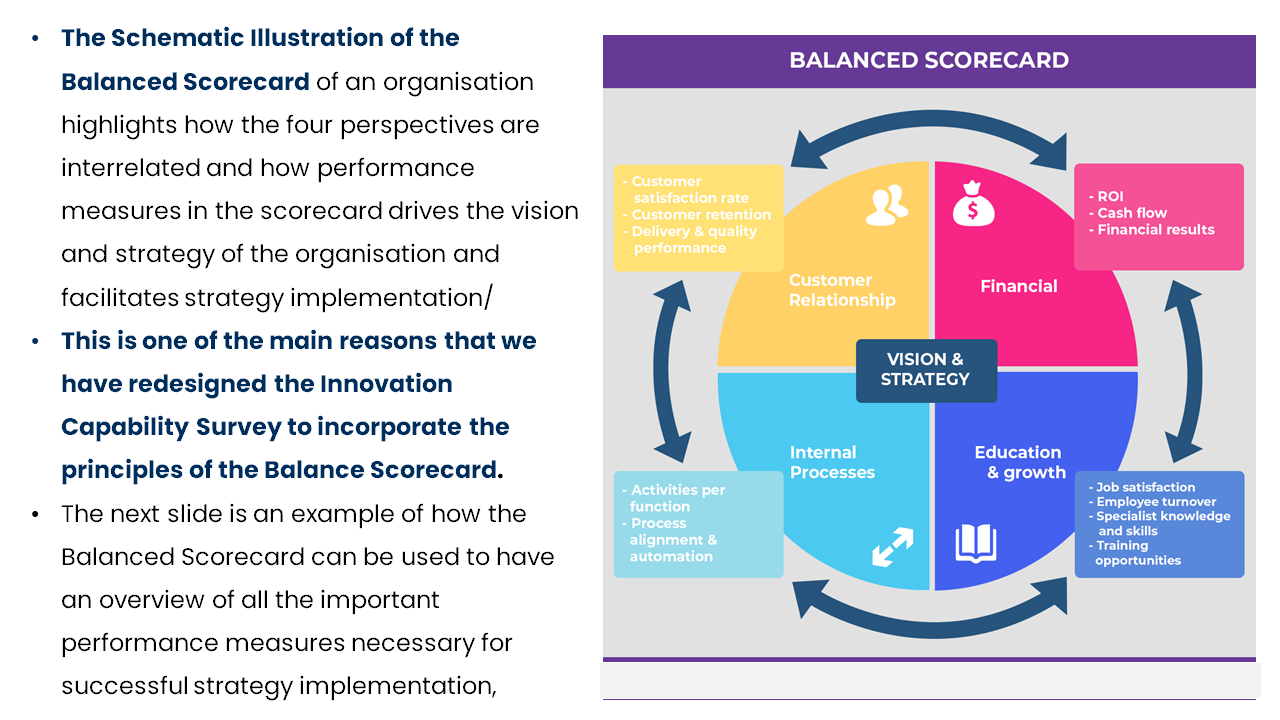 • The Schematic Illustration of the
Balanced Scorecard of an organisation
highlights how the four perspectives are
interrelated and how performance
measures in the scorecard drives the vision
and strategy of the organisation and
facilitates strategy implementation/
• This is one of the main reasons that we
have redesigned the Innovation
Capability Survey to incorporate the
principles of the Balance Scorecard.
• The next slide is an example of how the
Balanced Scorecard can be used to have
an overview of all the important
performance measures necessary for
successful strategy implementation,
BALANCED SCORECARD
- Customer
satisfaction rate
- Customer retention
- Delivery & quality
performance
- ROI
- Cash flow
- Financial results
$
Customer
Relationship
Financial
VISION &
STRATEGY
Internal
Processes
Education
& growth
- Activities per
function
- Process
alignment &
automation
- Job satisfaction
- Employee turnover
- Specialist knowledge
and skills
- Training
opportunities